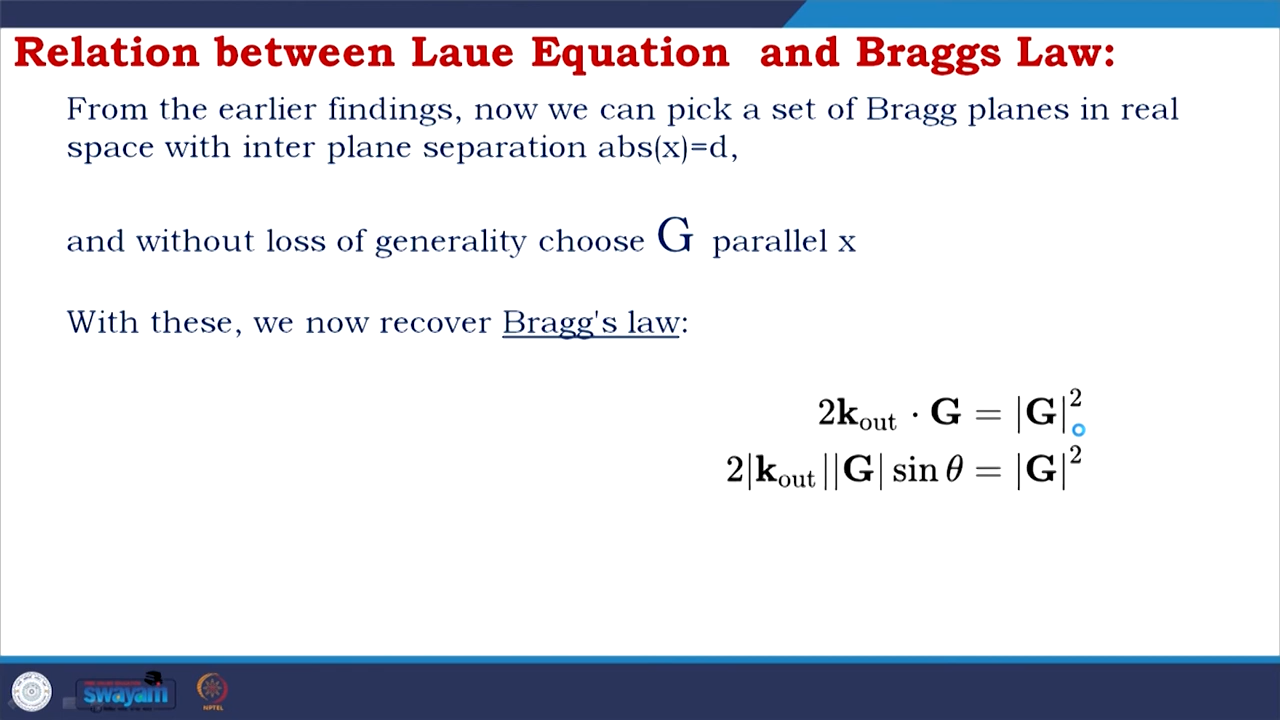 Relation between Laue Equation and Braggs Law:
From the earlier findings, now we can pick a set of Bragg planes in real
space with inter plane separation abs(x)=d,
and without loss of generality choose G parallel x
With these, we now recover Bragg's law:
2k_out · G = |G|²
2|k_out||G| sin θ = |G|²
swayam
NPTEL